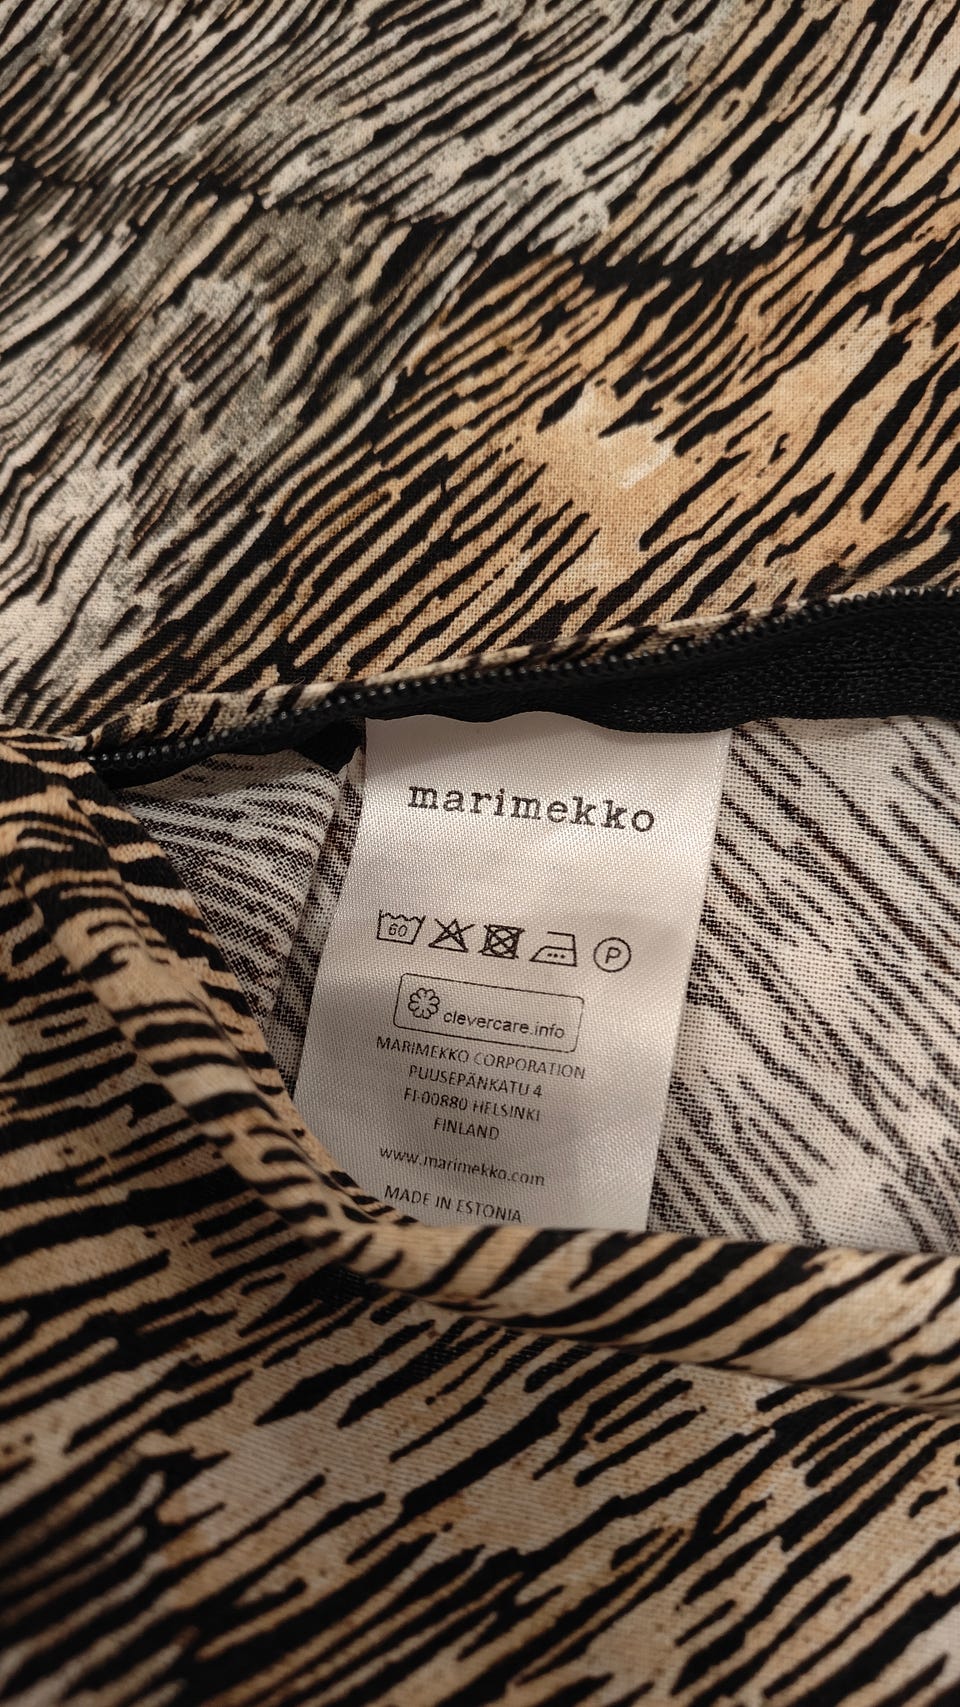 marimekko
60 P
clevercare.info
MARIMEKKO CORPORATION
PUUSEPÄNKATU 4
FI-00880 HELSINKI
FINLAND
www.marimekko.com
MADE IN ESTONIA